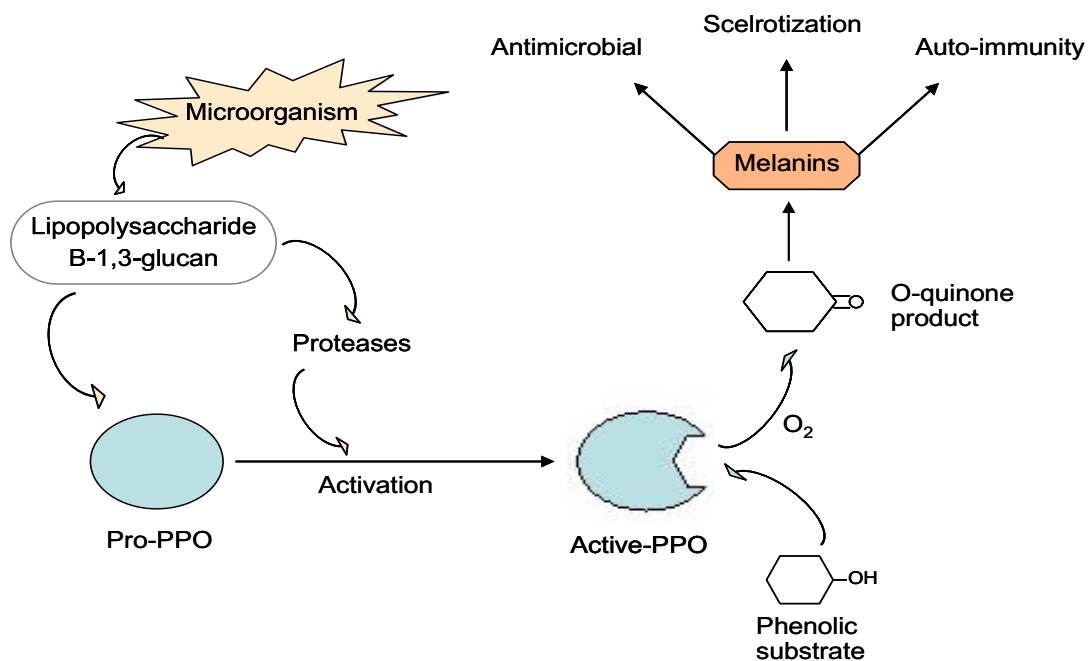 Scelrotization
Antimicrobial
Auto-immunity
Microorganism
Melanins
Lipopolysaccharide
B-1,3-glucan
O-quinone
product
Proteases
O2
Activation
Pro-PPO
Active-PPO
OH
Phenolic
substrate